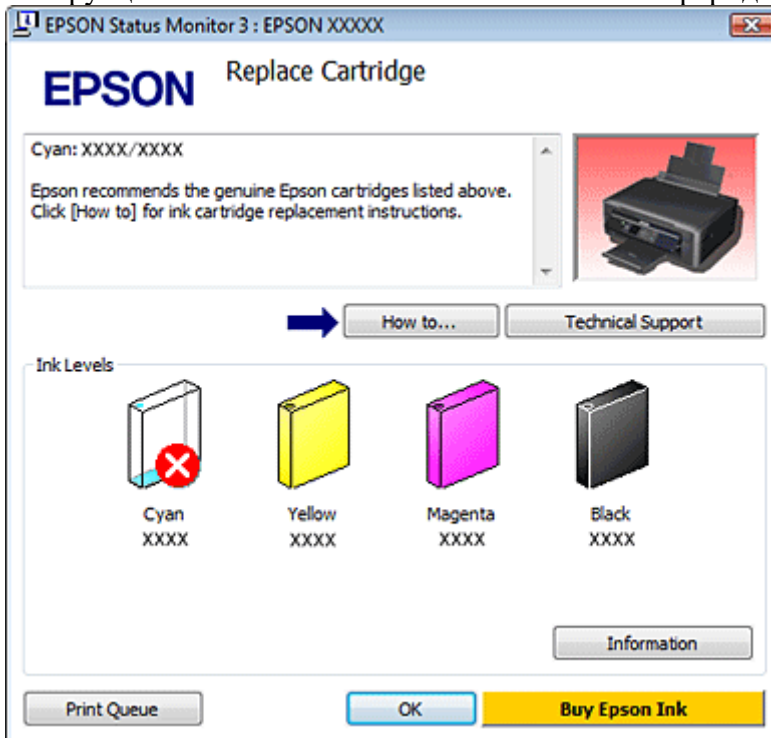 EPSON Status Monitor 3 : EPSON XXXXX
EPSON
Replace Cartridge
Cyan: XXXX/XXXX
Epson recommends the genuine Epson cartridges listed above.
Click [How to] for ink cartridge replacement instructions.
How to...
Technical Support
Ink Levels
Cyan
Yellow
Magenta
Black
XXXX
XXXX
XXXX
XXXX
Information
Print Queue
OK
Buy Epson Ink